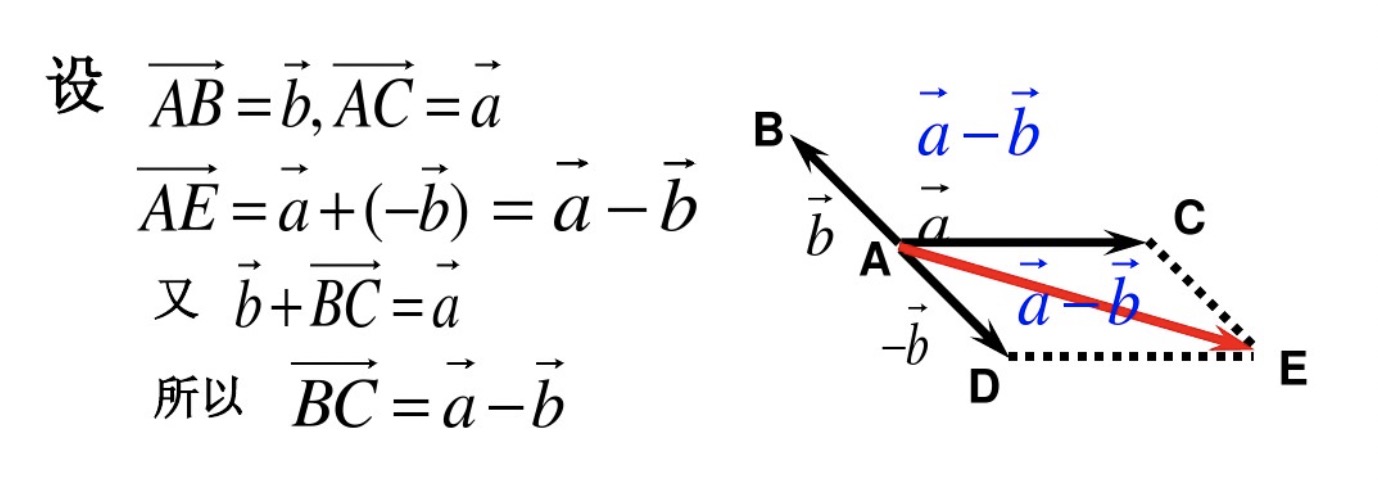 设 $\overrightarrow{AB}=\vec{b},\overrightarrow{AC}=\vec{a}$
$\overrightarrow{AE}=\vec{a}+(-\vec{b})=\vec{a}-\vec{b}$
又 $\vec{b}+\overrightarrow{BC}=\vec{a}$
所以 $\overrightarrow{BC}=\vec{a}-\vec{b}$
$\vec{a}-\vec{b}$
B
$\vec{a}$
C
$\vec{b}$
A
$\vec{a}-\vec{b}$
$-\vec{b}$
D
E